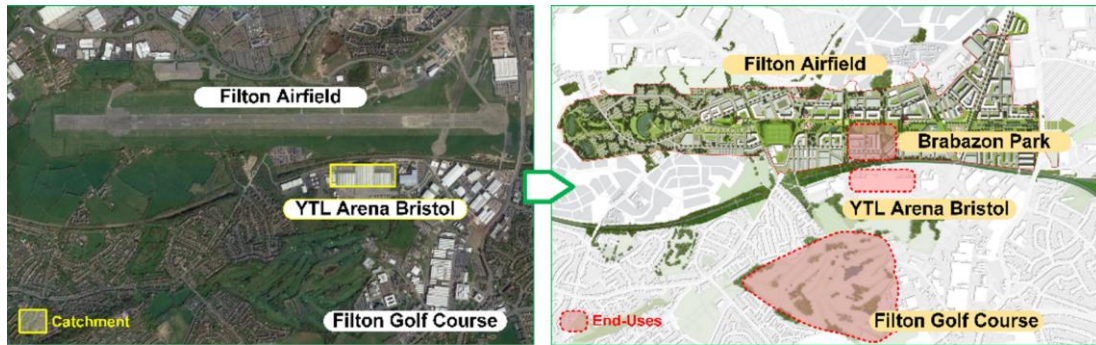 Filton Airfield
YTL Arena Bristol
Catchment
Filton Golf Course
Filton Airfield
Brabazon Park
YTL Arena Bristol
End-Uses
Filton Golf Course